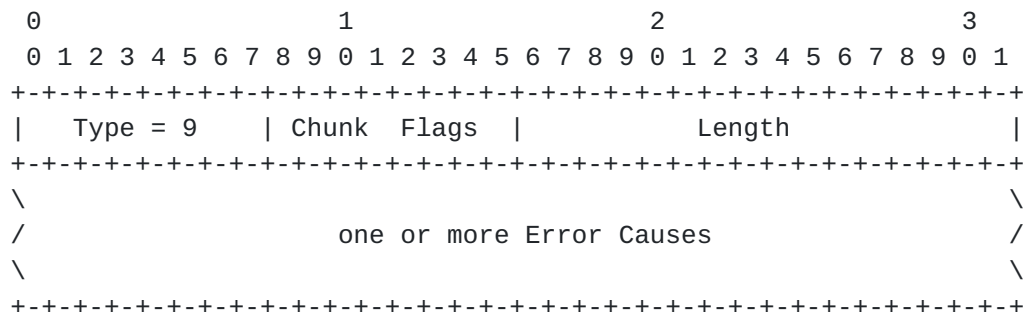 0                   1                   2                   3
 0 1 2 3 4 5 6 7 8 9 0 1 2 3 4 5 6 7 8 9 0 1 2 3 4 5 6 7 8 9 0 1
+-+-+-+-+-+-+-+-+-+-+-+-+-+-+-+-+-+-+-+-+-+-+-+-+-+-+-+-+-+-+-+-+
|   Type = 9    | Chunk  Flags  |           Length              |
+-+-+-+-+-+-+-+-+-+-+-+-+-+-+-+-+-+-+-+-+-+-+-+-+-+-+-+-+-+-+-+-+
\                                                               \
/                    one or more Error Causes                   /
\                                                               \
+-+-+-+-+-+-+-+-+-+-+-+-+-+-+-+-+-+-+-+-+-+-+-+-+-+-+-+-+-+-+-+-+